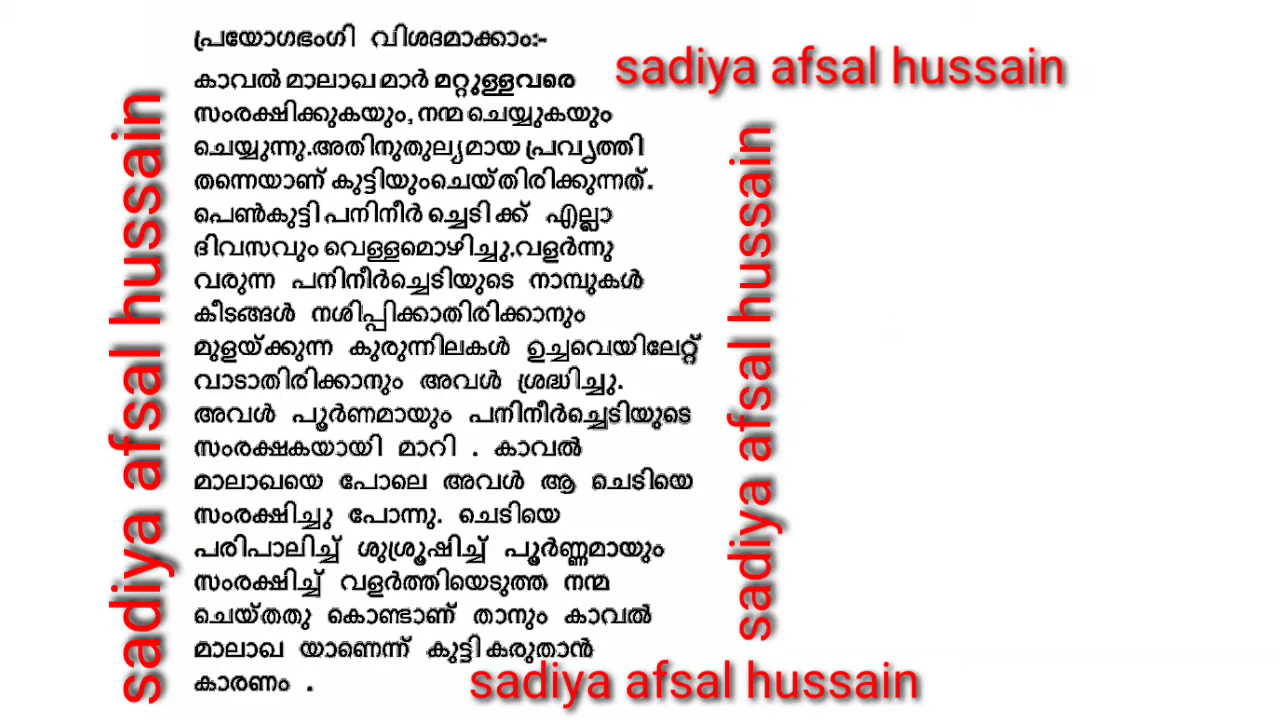 പ്രയോഗഭംഗി വിശദമാക്കാം:-
കാവൽ മാലാഖ മാർ മറ്റുള്ളവരെ
sadiya afsal hussain
സംരക്ഷിക്കുകയും, നന്മ ചെയ്യുകയും
ചെയ്യുന്നു.അതിനുതുല്യമായ പ്രവൃത്തി
തന്നെയാണ് കുട്ടിയുംചെയ്തിരിക്കുന്നത്.
പെൺകുട്ടി പനിനീർ ച്ചെടി ക്ക് എല്ലാ
ദിവസവും വെള്ളമൊഴിച്ചു.വളർന്നു
വരുന്ന പനിനീർച്ചെടിയുടെ നാമ്പുകൾ
കീടങ്ങൾ നശിപ്പിക്കാതിരിക്കാനും
മുളയ്ക്കുന്ന കുരുന്നിലകൾ ഉച്ചവെയിലേറ്റ്
വാടാതിരിക്കാനും അവൾ ശ്രദ്ധിച്ചു.
അവൾ പൂർണമായും പനിനീർച്ചെടിയുടെ
സംരക്ഷകയായി മാറി . കാവൽ
മാലാഖയെ പോലെ അവൾ ആ ചെടിയെ
സംരക്ഷിച്ചു പോന്നു. ചെടിയെ
പരിപാലിച്ച് ശുശ്രൂഷിച്ച് പൂർണ്ണമായും
സംരക്ഷിച്ച് വളർത്തിയെടുത്ത നന്മ
ചെയ്തതു കൊണ്ടാണ് താനും കാവൽ
മാലാഖ യാണെന്ന് കുട്ടി കരുതാൻ
കാരണം .
sadiya afsal hussain
sadiya afsal hussain
sadiya afsal hussain